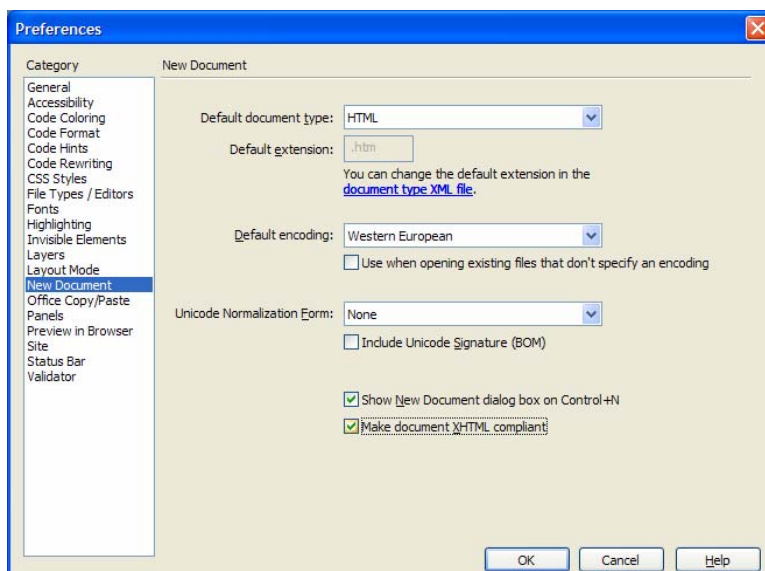 Preferences
Category
General
Accessibility
Code Coloring
Code Format
Code Hints
Code Rewriting
CSS Styles
File Types / Editors
Fonts
Highlighting
Invisible Elements
Layers
Layout Mode
New Document
Office Copy/Paste
Panels
Preview in Browser
Site
Status Bar
Validator
New Document
Default document type: HTML
Default extension: .htm
You can change the default extension in the
document type XML file.
Default encoding: Western European
Use when opening existing files that don't specify an encoding
Unicode Normalization Form: None
Include Unicode Signature (BOM)
Show New Document dialog box on Control+N
Make document XHTML compliant
OK Cancel Help